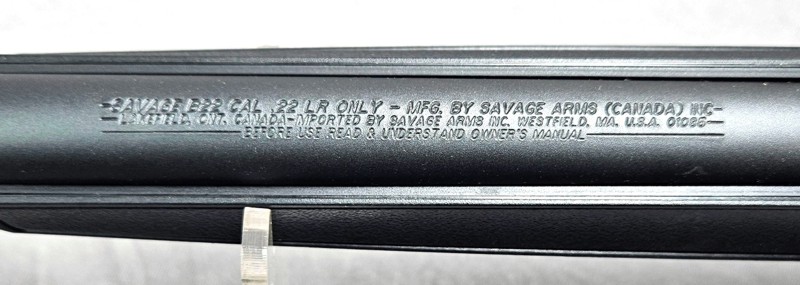 -SAVAGE B22 CAL .22 LR ONLY - MFG. BY SAVAGE ARMS (CANADA) INC-
-LAKEFIELD, ONT. CANADA-IMPORTED BY SAVAGE ARMS INC. WESTFIELD, MA. U.S.A. 01085-
-BEFORE USE READ & UNDERSTAND OWNER'S MANUAL-